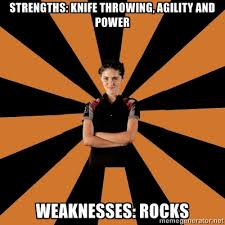 STRENGTHS: KNIFE THROWING, AGILITY AND
POWER
WEAKNESSES: ROCKS
memegenerator.net